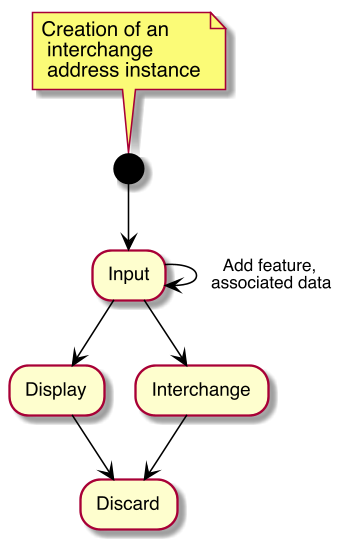 Creation of an
interchange
address instance
Input
Add feature,
associated data
Display
Interchange
Discard